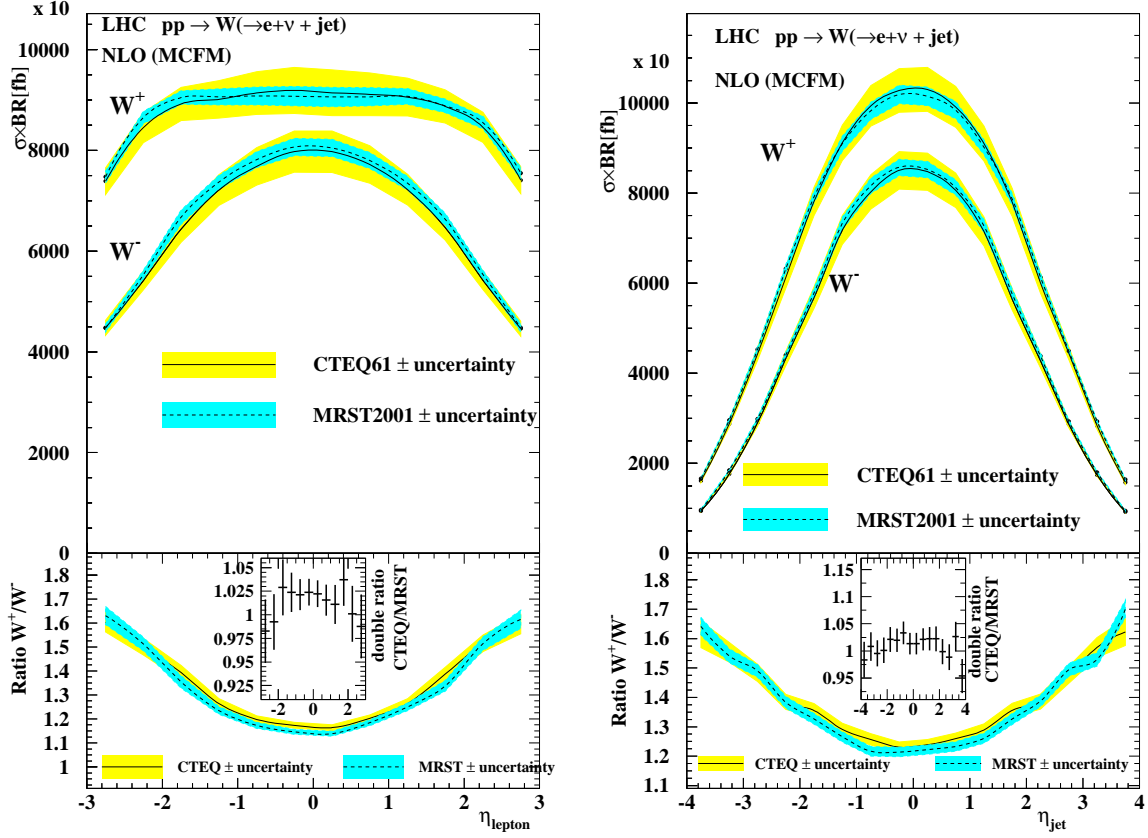 x 10
LHC pp → W(→e+ν + jet)
NLO (MCFM)
σ×BR[fb]
10000
8000
6000
4000
2000
0
W+
W-
CTEQ61 ± uncertainty
MRST2001 ± uncertainty
Ratio W+/W-
1.8
1.7
1.6
1.5
1.4
1.3
1.2
1.1
1
1.05
1.025
1
0.975
0.95
0.925
-2 0 2
double ratio
CTEQ/MRST
CTEQ ± uncertainty
MRST ± uncertainty
-3 -2 -1 0 1 2 3
ηlepton
x 10
LHC pp → W(→e+ν + jet)
NLO (MCFM)
σ×BR[fb]
10000
8000
6000
4000
2000
0
W+
W-
CTEQ61 ± uncertainty
MRST2001 ± uncertainty
Ratio W+/W-
1.8
1.7
1.6
1.5
1.4
1.3
1.2
1.1
1.15
1.1
1.05
1
0.95
-4 -2 0 2 4
double ratio
CTEQ/MRST
CTEQ ± uncertainty
MRST ± uncertainty
-4 -3 -2 -1 0 1 2 3 4
ηjet